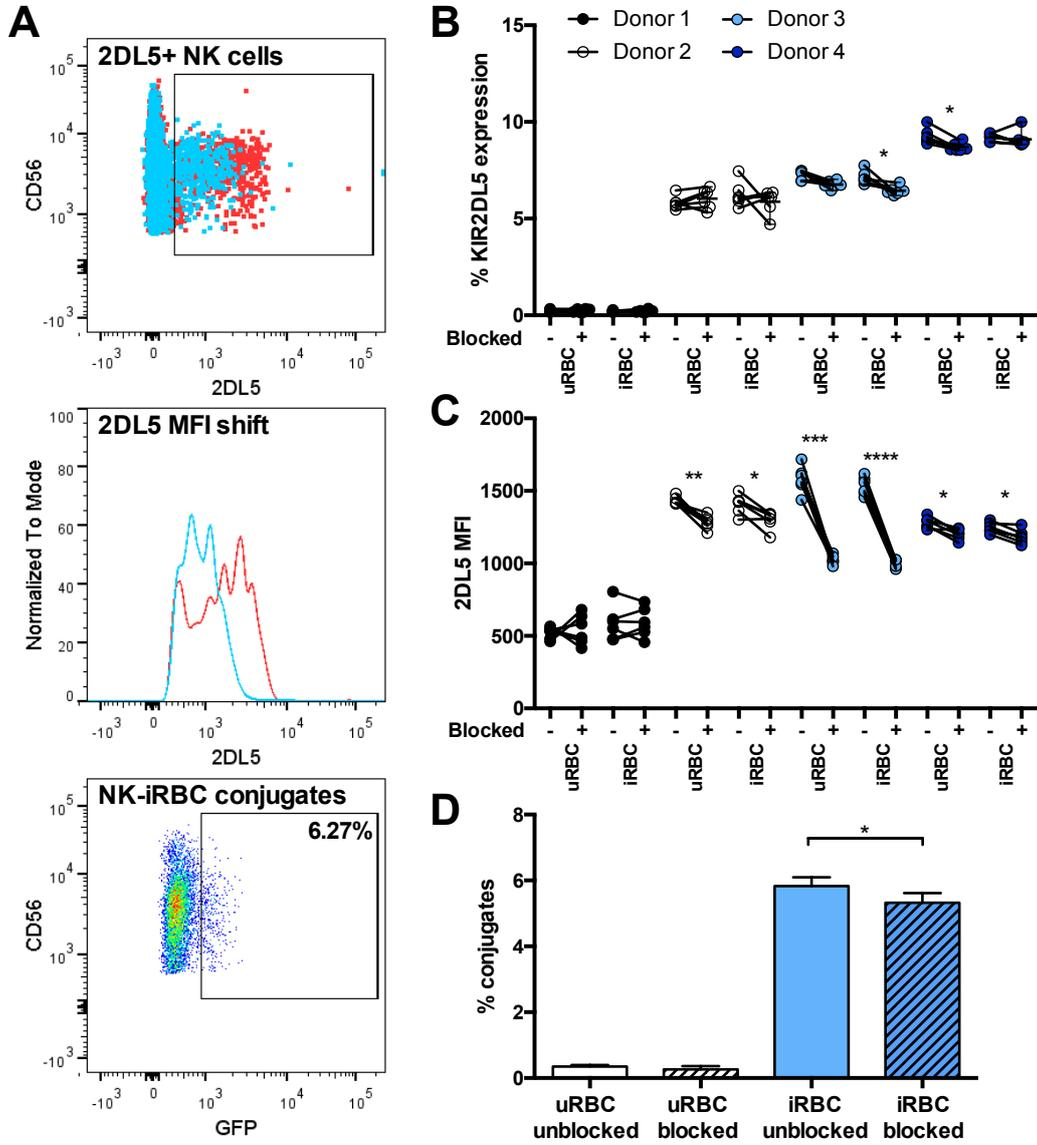 A
2DL5+ NK cells
10^5
10^4
10^3
-10^3
CD56
-10^3 0 10^3 10^4 10^5
2DL5
2DL5 MFI shift
100
80
60
40
20
0
Normalized To Mode
-10^3 0 10^3 10^4 10^5
2DL5
NK-iRBC conjugates
6.27%
10^5
10^4
10^3
-10^3
CD56
-10^3 0 10^3 10^4 10^5
GFP
B
Donor 1 Donor 3
Donor 2 Donor 4
15
10
5
0
% KIR2DL5 expression
* * *
Blocked - + - + - + - + - + - + - + - +
uRBC iRBC uRBC iRBC uRBC iRBC uRBC iRBC
C
2000
1500
1000
500
0
2DL5 MFI
** * *** **** * *
Blocked - + - + - + - + - + - + - + - +
uRBC iRBC uRBC iRBC uRBC iRBC uRBC iRBC
D
8
6
4
2
0
% conjugates
*
uRBC uRBC iRBC iRBC
unblocked blocked unblocked blocked